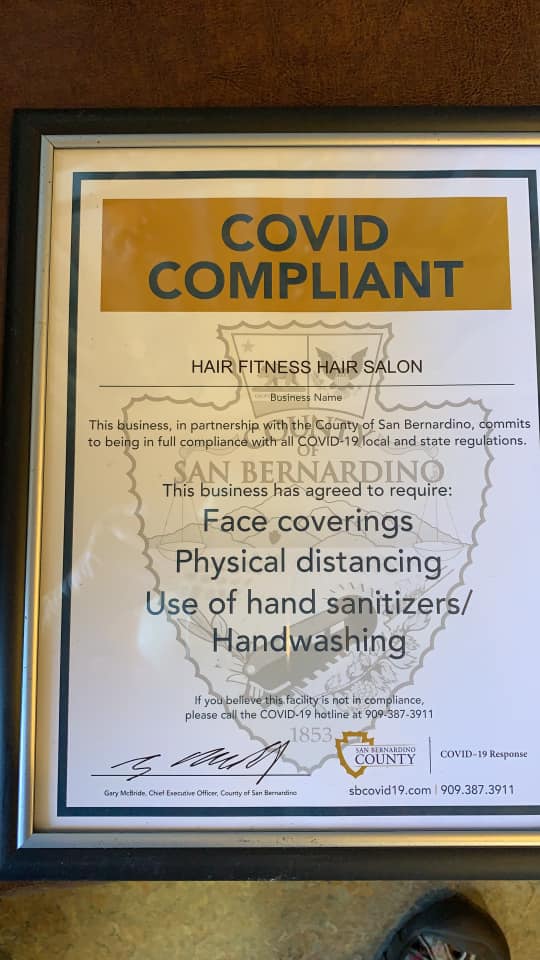 COVID
COMPLIANT
HAIR FITNESS HAIR SALON
Business Name
This business, in partnership with the County of San Bernardino, commits
to being in full compliance with all COVID-19 local and state regulations.
COUNTY
OF
SAN BERNARDINO
This business has agreed to require:
Face coverings
Physical distancing
Use of hand sanitizers/
Handwashing
If you believe this facility is not in compliance,
please call the COVID-19 hotline at 909-387-3911
1853
SAN BERNARDINO
COUNTY
COVID-19 Response
Gary McBride, Chief Executive Officer, County of San Bernardino
sbcovid19.com | 909.387.3911